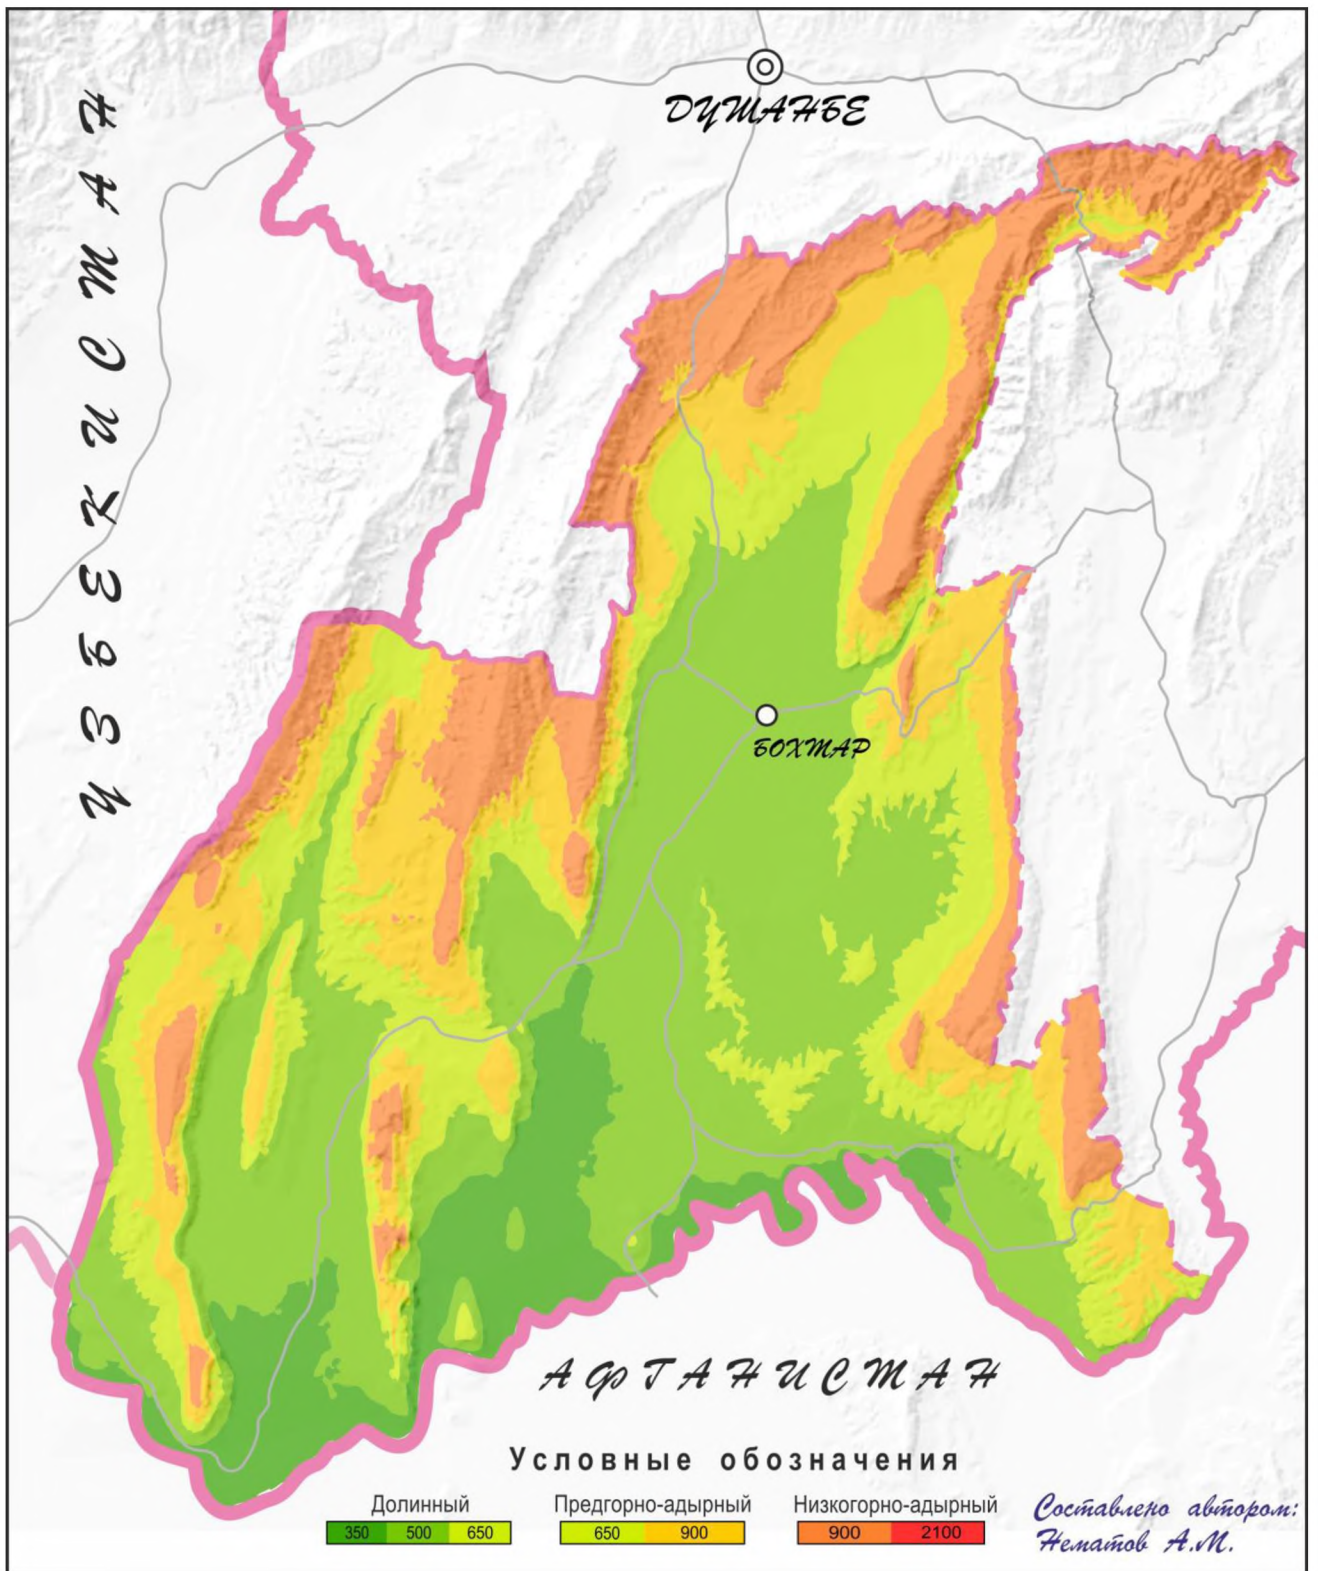 ДУШАНБЕ
УЗБЕКИСТАН
БОХТАР
АФГАНИСТАН
Условные обозначения
Долинный Предгорно-адырный Низкогорно-адырный
350 500 650 650 900 900 2100
Составлено автором:
Нематов А.М.